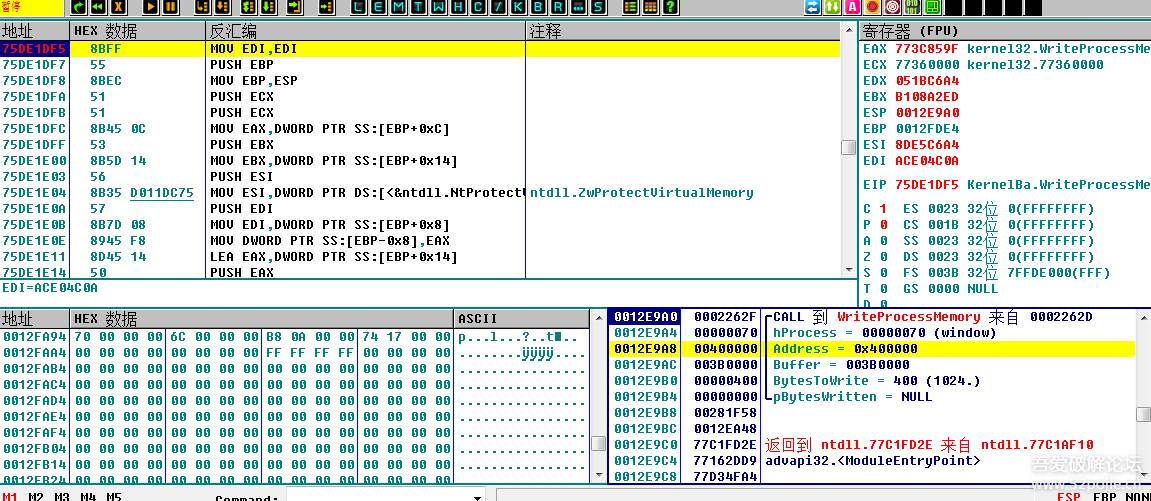 暂停
L E M T W H C / K B R ... S
地址 HEX 数据 反汇编 注释
75DE1DF5 8BFF MOV EDI,EDI
75DE1DF7 55 PUSH EBP
75DE1DF8 8BEC MOV EBP,ESP
75DE1DFA 51 PUSH ECX
75DE1DFB 51 PUSH ECX
75DE1DFC 8B45 0C MOV EAX,DWORD PTR SS:[EBP+0xC]
75DE1DFF 53 PUSH EBX
75DE1E00 8B5D 14 MOV EBX,DWORD PTR SS:[EBP+0x14]
75DE1E03 56 PUSH ESI
75DE1E04 8B35 D011DC75 MOV ESI,DWORD PTR DS:[<&ntdll.NtProtectV ntdll.ZwProtectVirtualMemory
75DE1E0A 57 PUSH EDI
75DE1E0B 8B7D 08 MOV EDI,DWORD PTR SS:[EBP+0x8]
75DE1E0E 8945 F8 MOV DWORD PTR SS:[EBP-0x8],EAX
75DE1E11 8D45 14 LEA EAX,DWORD PTR SS:[EBP+0x14]
75DE1E14 50 PUSH EAX
EDI=ACE04C0A
寄存器 (FPU)
EAX 773C859F kernel32.WriteProcessMe
ECX 77360000 kernel32.77360000
EDX 051BC6A4
EBX B108A2ED
ESP 0012E9A0
EBP 0012FDE4
ESI 8DE5C6A4
EDI ACE04C0A
EIP 75DE1DF5 KernelBa.WriteProcessMe
C 1 ES 0023 32位 0(FFFFFFFF)
P 0 CS 001B 32位 0(FFFFFFFF)
A 0 SS 0023 32位 0(FFFFFFFF)
Z 0 DS 0023 32位 0(FFFFFFFF)
S 0 FS 003B 32位 7FFDE000(FFF)
T 0 GS 0000 NULL
D 0
地址 HEX 数据 ASCII
0012FA94 70 00 00 00 6C 00 00 00 B8 0A 00 00 74 17 00 00 p...l...?..t■..
0012FAA4 00 00 00 00 00 00 00 00 FF FF FF FF 00 00 00 00 ........ÿÿÿÿ....
0012FAB4 00 00 00 00 00 00 00 00 00 00 00 00 00 00 00 00 ................
0012FAC4 00 00 00 00 00 00 00 00 00 00 00 00 00 00 00 00 ................
0012FAD4 00 00 00 00 00 00 00 00 00 00 00 00 00 00 00 00 ................
0012FAE4 00 00 00 00 00 00 00 00 00 00 00 00 00 00 00 00 ................
0012FAF4 00 00 00 00 00 00 00 00 00 00 00 00 00 00 00 00 ................
0012FB04 00 00 00 00 00 00 00 00 00 00 00 00 00 00 00 00 ................
0012FB14 00 00 00 00 00 00 00 00 00 00 00 00 00 00 00 00 ................
0012FB24 00 00 00 00 00 00 00 00 00 00 00 00 00 00 00 00 ................
0012E9A0 0002262F CALL 到 WriteProcessMemory 来自 0002262D
0012E9A4 00000070 hProcess = 00000070 (window)
0012E9A8 00400000 Address = 0x400000
0012E9AC 003B0000 Buffer = 003B0000
0012E9B0 00000400 BytesToWrite = 400 (1024.)
0012E9B4 00000000 pBytesWritten = NULL
0012E9B8 00281F58
0012E9BC 0012EA48
0012E9C0 77C1FD2E 返回到 ntdll.77C1FD2E 来自 ntdll.77C1AF10
0012E9C4 77162DD9 advapi32.<ModuleEntryPoint>
0012E9C8 77D34FA4
吾爱破解论坛
www.52pojie.cn
M1 M2 M3 M4 M5 Command: ESP EBP NON